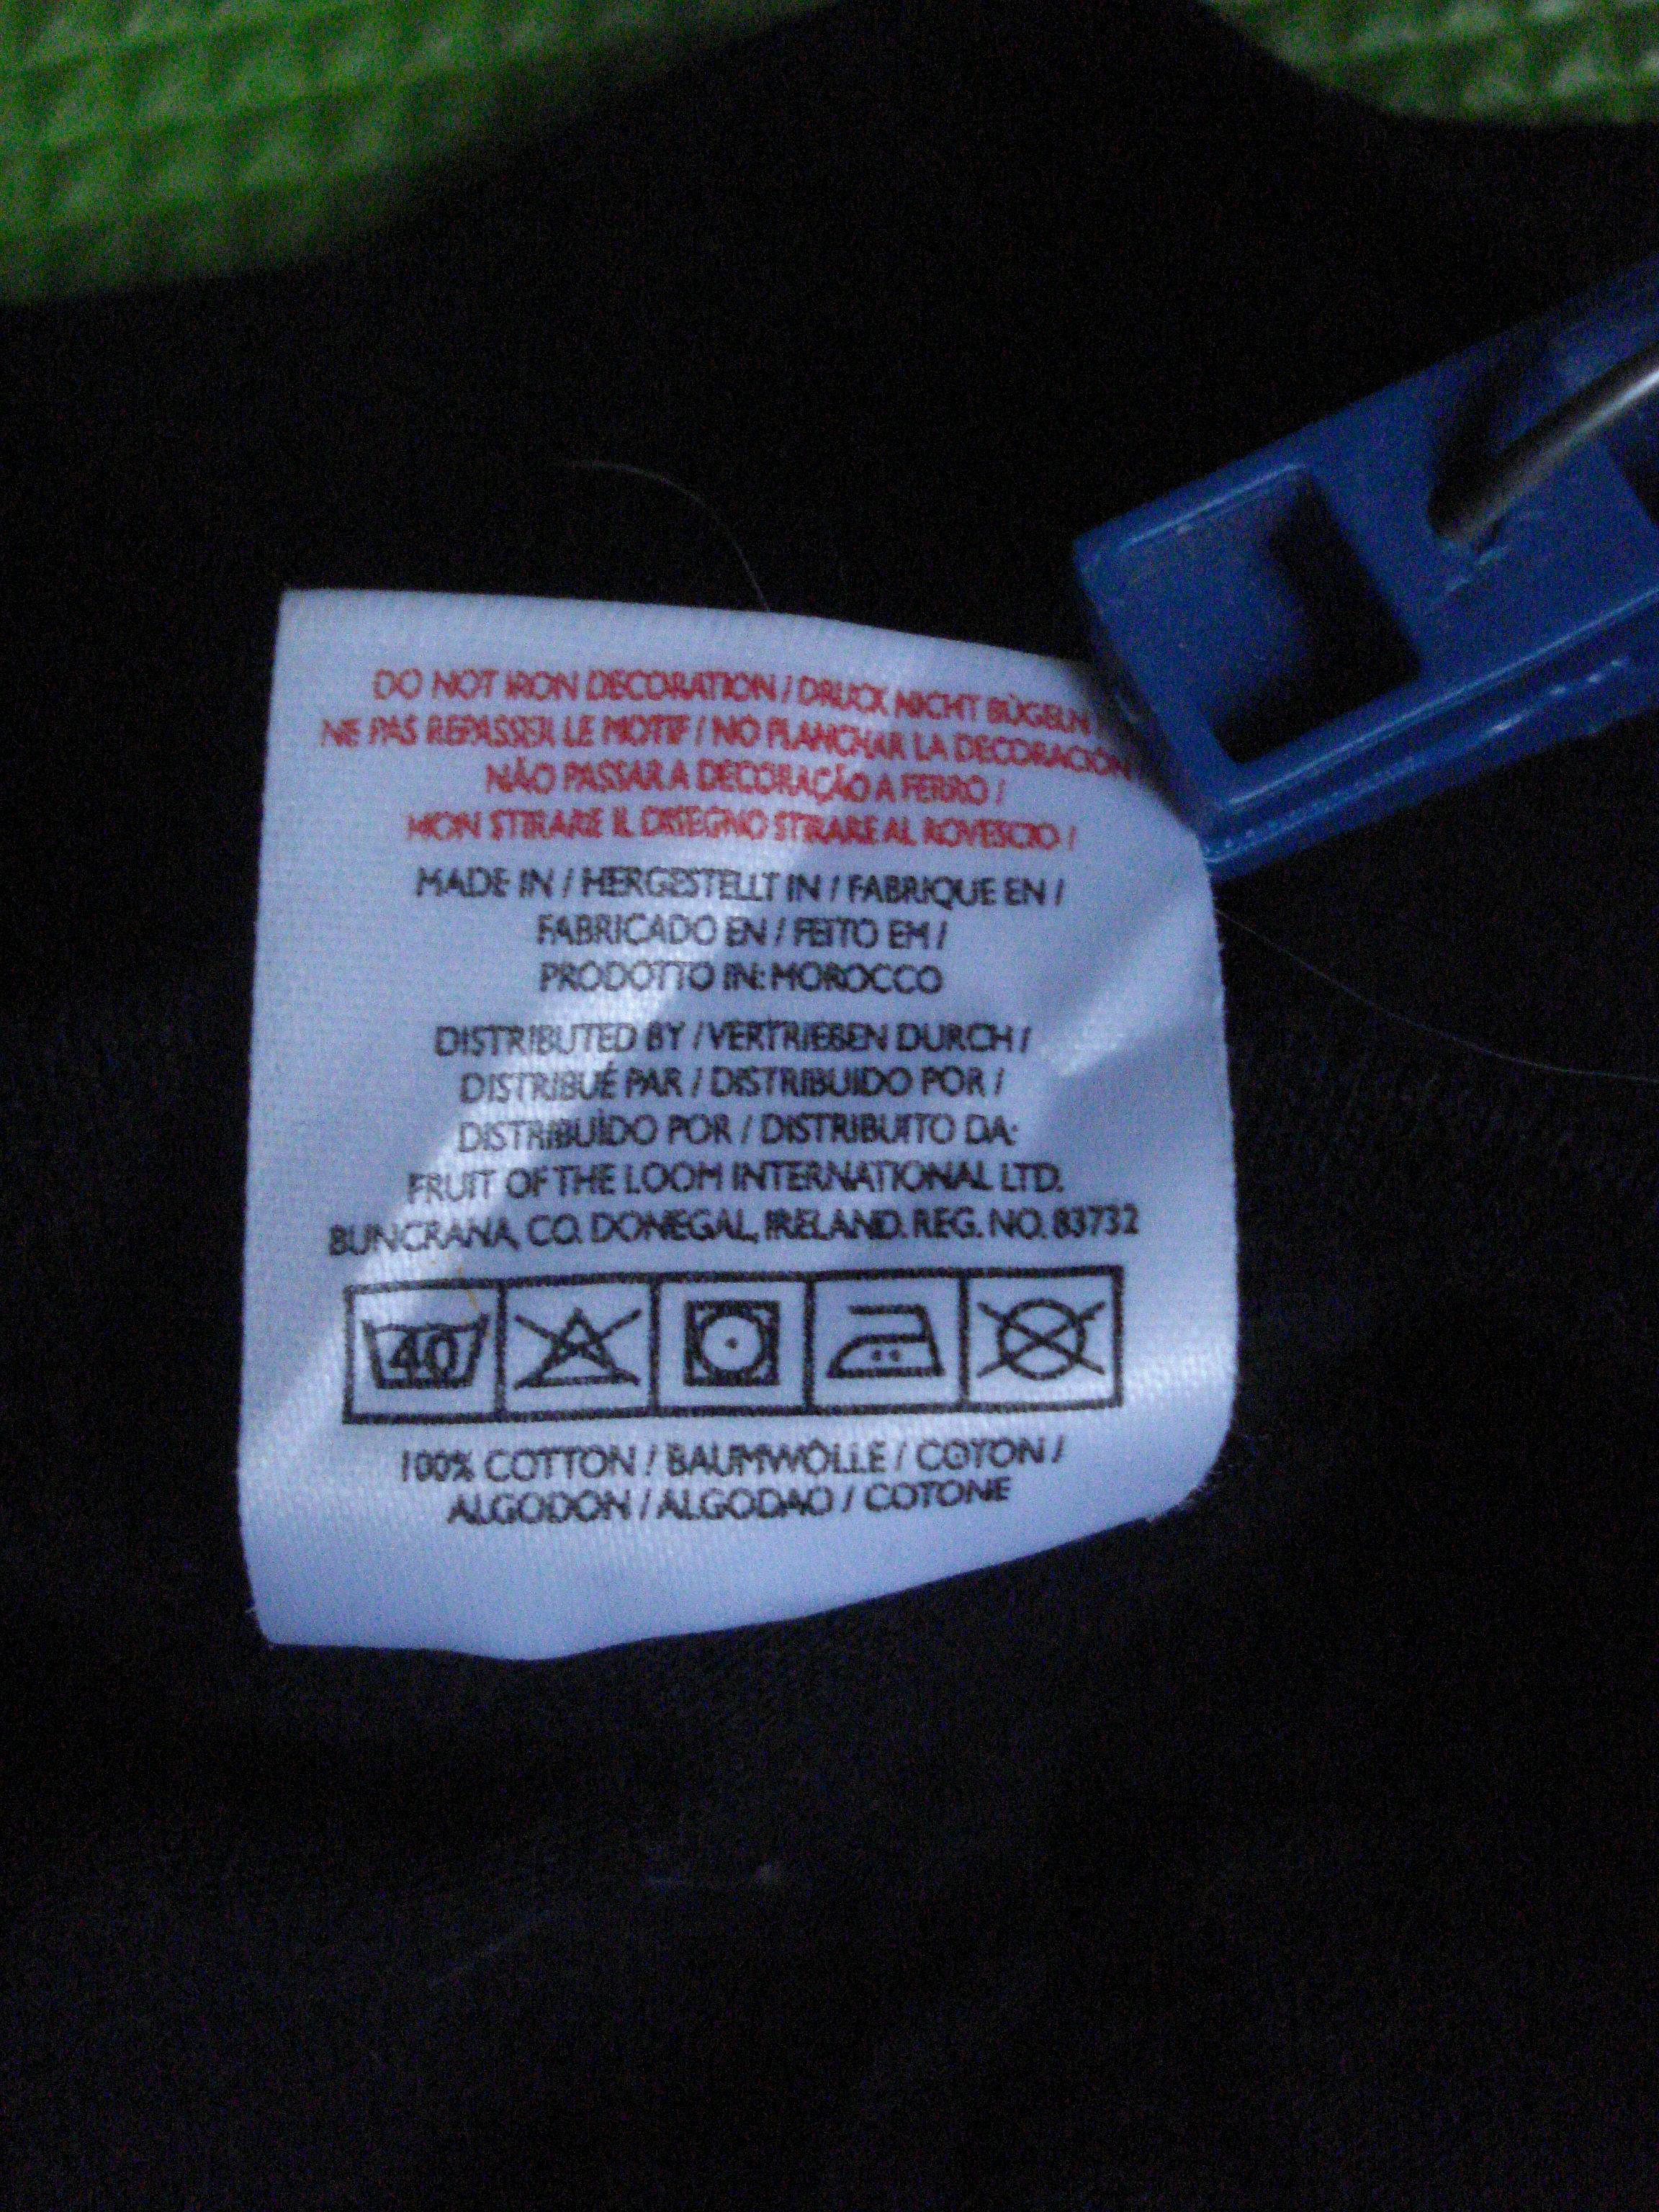 DO NOT IRON DECORATION / DRUCK NICHT BÜGELN
NE PAS REPASSER LE MOTIF / NO PLANCHAR LA DECORACIÓN
NÃO PASSAR A DECORAÇÃO A FERRO /
NON STIRARE IL DISEGNO STIRARE AL ROVESCIO /
MADE IN / HERGESTELLT IN / FABRIQUE EN /
FABRICADO EN / FEITO EM /
PRODOTTO IN: MOROCCO
DISTRIBUTED BY / VERTRIEBEN DURCH /
DISTRIBUÉ PAR / DISTRIBUIDO POR /
DISTRIBUÍDO POR / DISTRIBUITO DA:
FRUIT OF THE LOOM INTERNATIONAL LTD.
BUNCRANA, CO. DONEGAL, IRELAND. REG. NO. 83732
40
100% COTTON / BAUMWOLLE / COTON /
ALGODON / ALGODAO / COTONE